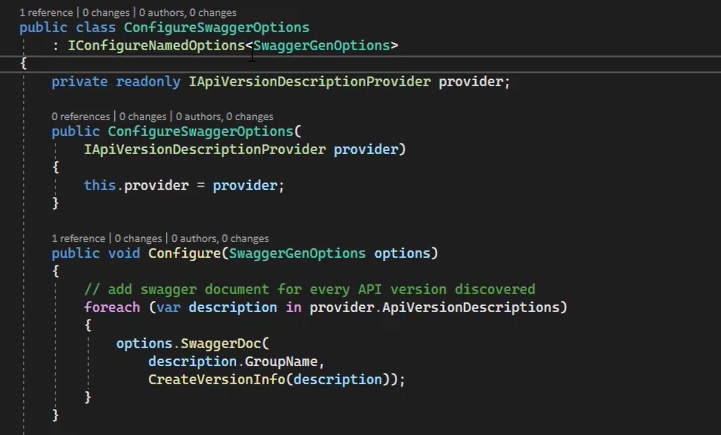 1 reference | 0 changes | 0 authors, 0 changes
public class ConfigureSwaggerOptions
: IConfigureNamedOptions<SwaggerGenOptions>
{
private readonly IApiVersionDescriptionProvider provider;
0 references | 0 changes | 0 authors, 0 changes
public ConfigureSwaggerOptions(
IApiVersionDescriptionProvider provider)
{
this.provider = provider;
}
1 reference | 0 changes | 0 authors, 0 changes
public void Configure(SwaggerGenOptions options)
{
// add swagger document for every API version discovered
foreach (var description in provider.ApiVersionDescriptions)
{
options.SwaggerDoc(
description.GroupName,
CreateVersionInfo(description));
}
}